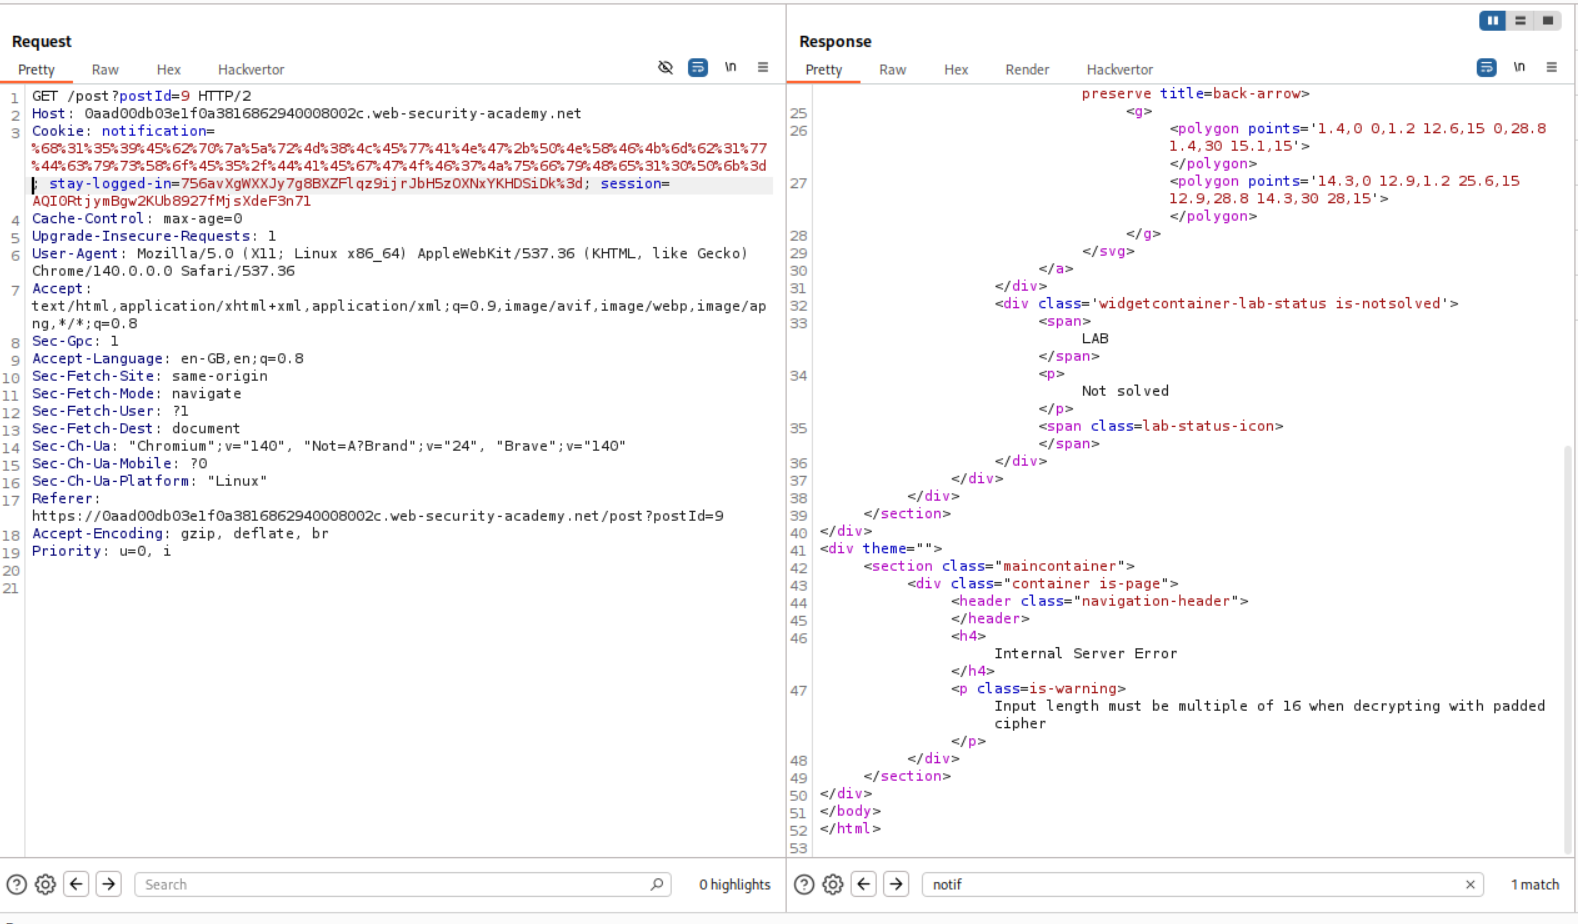 Request
Pretty Raw Hex Hackvertor \n
1 GET /post?postId=9 HTTP/2
2 Host: 0aad00db03e1f0a3816862940008002c.web-security-academy.net
3 Cookie: notification=
%68%31%35%39%45%62%70%7a%5a%72%4d%38%4c%45%77%41%4e%47%2b%50%4e%58%46%4b%6d%62%31%77
%44%63%79%73%58%6f%45%35%2f%44%41%45%67%47%4f%46%37%4a%75%66%79%48%65%31%30%50%6b%3d
; stay-logged-in=756avXgWXXJy7g8BXZFlqz9ijrJbH5zOXNxYKHDSiDk%3d; session=
AQI0RtjymBgw2KUb8927fMjsXdeF3n71
4 Cache-Control: max-age=0
5 Upgrade-Insecure-Requests: 1
6 User-Agent: Mozilla/5.0 (X11; Linux x86_64) AppleWebKit/537.36 (KHTML, like Gecko)
Chrome/140.0.0.0 Safari/537.36
7 Accept:
text/html,application/xhtml+xml,application/xml;q=0.9,image/avif,image/webp,image/ap
ng,*/*;q=0.8
8 Sec-Gpc: 1
9 Accept-Language: en-GB,en;q=0.8
10 Sec-Fetch-Site: same-origin
11 Sec-Fetch-Mode: navigate
12 Sec-Fetch-User: ?1
13 Sec-Fetch-Dest: document
14 Sec-Ch-Ua: "Chromium";v="140", "Not=A?Brand";v="24", "Brave";v="140"
15 Sec-Ch-Ua-Mobile: ?0
16 Sec-Ch-Ua-Platform: "Linux"
17 Referer:
https://0aad00db03e1f0a3816862940008002c.web-security-academy.net/post?postId=9
18 Accept-Encoding: gzip, deflate, br
19 Priority: u=0, i
20
21
Search 0 highlights
Response
Pretty Raw Hex Render Hackvertor \n
preserve title=back-arrow>
25 <g>
26 <polygon points='1.4,0 0,1.2 12.6,15 0,28.8
1.4,30 15.1,15'>
</polygon>
27 <polygon points='14.3,0 12.9,1.2 25.6,15
12.9,28.8 14.3,30 28,15'>
</polygon>
28 </g>
29 </svg>
30 </a>
31 </div>
32 <div class='widgetcontainer-lab-status is-notsolved'>
33 <span>
LAB
</span>
34 <p>
Not solved
</p>
35 <span class=lab-status-icon>
</span>
36 </div>
37 </div>
38 </div>
39 </section>
40 </div>
41 <div theme="">
42 <section class="maincontainer">
43 <div class="container is-page">
44 <header class="navigation-header">
45 </header>
46 <h4>
Internal Server Error
</h4>
47 <p class=is-warning>
Input length must be multiple of 16 when decrypting with padded
cipher
</p>
48 </div>
49 </section>
50 </div>
51 </body>
52 </html>
53
notif 1 match